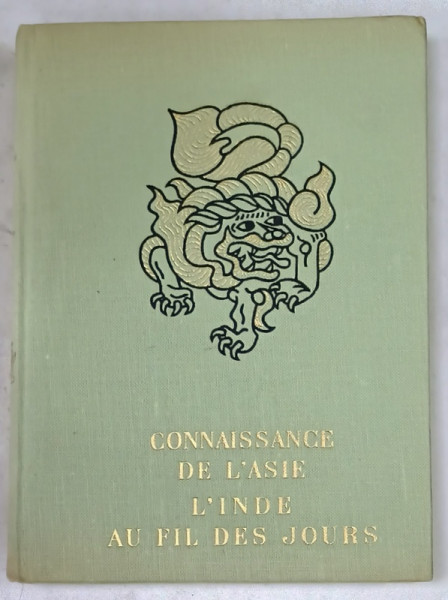 CONNAISSANCE
DE L'ASIE
L'INDE
AU FIL DES JOURS